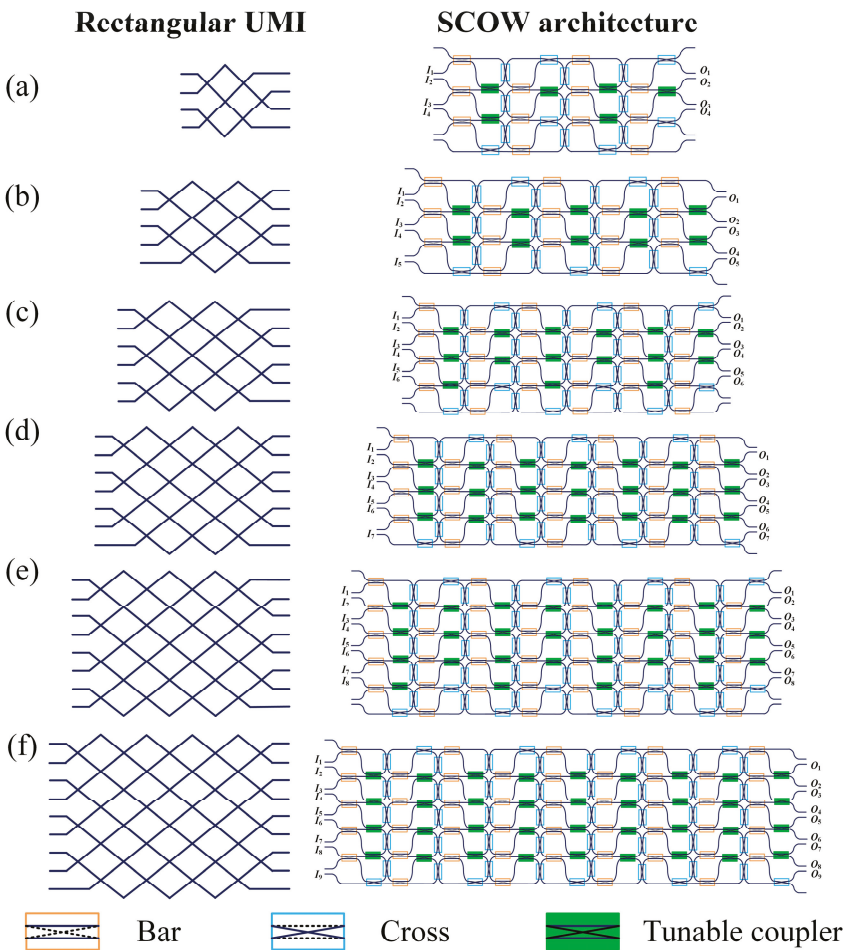 Rectangular UMI SCOW architecture
(a)
I1
I2
I3
I4
O1
O2
O3
O4
(b)
I1
I2
I3
I4
I5
O1
O2
O3
O4
O5
(c)
I1
I2
I3
I4
I5
I6
O1
O2
O3
O4
O5
O6
(d)
I1
I2
I3
I4
I5
I6
I7
O1
O2
O3
O4
O5
O6
O7
(e)
I1
I2
I3
I4
I5
I6
I7
I8
O1
O2
O3
O4
O5
O6
O7
O8
(f)
I1
I2
I3
I4
I5
I6
I7
I8
I9
O1
O2
O3
O4
O5
O6
O7
O8
O9
Bar Cross Tunable coupler